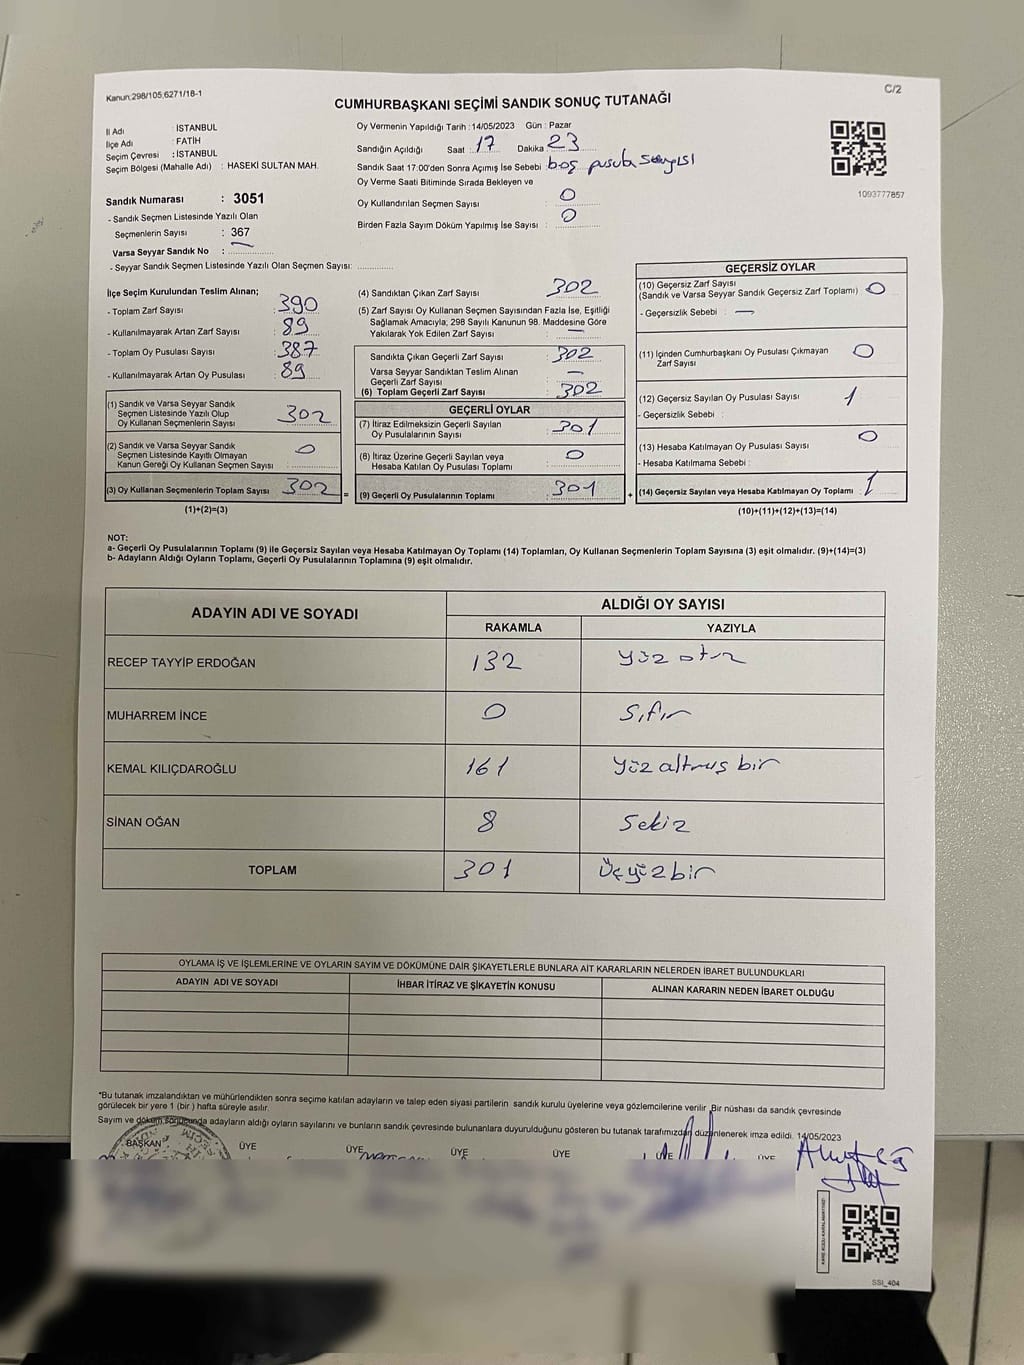 Kanun:298/105,6271/18-1
C/2
CUMHURBAŞKANI SEÇİMİ SANDIK SONUÇ TUTANAĞI
İl Adı : İSTANBUL
İlçe Adı : FATİH
Seçim Çevresi : İSTANBUL
Seçim Bölgesi (Mahalle Adı) : HASEKİ SULTAN MAH.
Sandık Numarası : 3051
- Sandık Seçmen Listesinde Yazılı Olan
Seçmenlerin Sayısı : 367
Varsa Seyyar Sandık No : —
- Seyyar Sandık Seçmen Listesinde Yazılı Olan Seçmen Sayısı:
Oy Vermenin Yapıldığı Tarih :14/05/2023 Gün : Pazar
Sandığın Açıldığı Saat : 17 Dakika : 23
Sandık Saat 17:00'den Sonra Açımış İse Sebebi : boş pusula sayısı
Oy Verme Saati Bitiminde Sırada Bekleyen ve
Oy Kullandırılan Seçmen Sayısı : 0
Birden Fazla Sayım Döküm Yapılmış İse Sayısı : 0
1093777857
İlçe Seçim Kurulundan Teslim Alınan;
- Toplam Zarf Sayısı : 390
- Kullanılmayarak Artan Zarf Sayısı : 89
- Toplam Oy Pusulası Sayısı : 387
- Kullanılmayarak Artan Oy Pusulası : 89
(1) Sandık ve Varsa Seyyar Sandık
Seçmen Listesinde Yazılı Olup
Oy Kullanan Seçmenlerin Sayısı : 302
(2) Sandık ve Varsa Seyyar Sandık
Seçmen Listesinde Kayıtlı Olmayan
Kanun Gereği Oy Kullanan Seçmen Sayısı : 0
(3) Oy Kullanan Seçmenlerin Toplam Sayısı : 302
(1)+(2)=(3)
=
(4) Sandıktan Çıkan Zarf Sayısı : 302
(5) Zarf Sayısı Oy Kullanan Seçmen Sayısından Fazla İse, Eşitliği
Sağlamak Amacıyla; 298 Sayılı Kanunun 98. Maddesine Göre
Yakılarak Yok Edilen Zarf Sayısı : —
Sandıkta Çıkan Geçerli Zarf Sayısı : 302
Varsa Seyyar Sandıktan Teslim Alınan
Geçerli Zarf Sayısı : —
(6) Toplam Geçerli Zarf Sayısı : 302
GEÇERLİ OYLAR
(7) İtiraz Edilmeksizin Geçerli Sayılan
Oy Pusulalarının Sayısı : 301
(8) İtiraz Üzerine Geçerli Sayılan veya
Hesaba Katılan Oy Pusulası Toplamı : 0
(9) Geçerli Oy Pusulalarının Toplamı : 301
+
GEÇERSİZ OYLAR
(10) Geçersiz Zarf Sayısı
(Sandık ve Varsa Seyyar Sandık Geçersiz Zarf Toplamı) : 0
- Geçersizlik Sebebi : —
(11) İçinden Cumhurbaşkanı Oy Pusulası Çıkmayan
Zarf Sayısı : 0
(12) Geçersiz Sayılan Oy Pusulası Sayısı : 1
- Geçersizlik Sebebi :
(13) Hesaba Katılmayan Oy Pusulası Sayısı : 0
- Hesaba Katılmama Sebebi :
(14) Geçersiz Sayılan veya Hesaba Katılmayan Oy Toplamı : 1
(10)+(11)+(12)+(13)=(14)
NOT:
a- Geçerli Oy Pusulalarının Toplamı (9) ile Geçersiz Sayılan veya Hesaba Katılmayan Oy Toplamı (14) Toplamları, Oy Kullanan Seçmenlerin Toplam Sayısına (3) eşit olmalıdır. (9)+(14)=(3)
b- Adayların Aldığı Oyların Toplamı, Geçerli Oy Pusulalarının Toplamına (9) eşit olmalıdır.
ADAYIN ADI VE SOYADI ALDIĞI OY SAYISI
RAKAMLA YAZIYLA
RECEP TAYYİP ERDOĞAN 132 yüz
MUHARREM İNCE 0 Sıfır
KEMAL KILIÇDAROĞLU 161 yüz altmış bir
SİNAN OĞAN 8 Sekiz
TOPLAM 301 Üçyüzbir
OYLAMA İŞ VE İŞLEMLERİNE VE OYLARIN SAYIM VE DÖKÜMÜNE DAİR ŞİKAYETLERLE BUNLARA AİT KARARLARIN NELERDEN İBARET BULUNDUKLARI
ADAYIN ADI VE SOYADI İHBAR İTİRAZ VE ŞİKAYETİN KONUSU ALINAN KARARIN NEDEN İBARET OLDUĞU
*Bu tutanak imzalandıktan ve mühürlendikten sonra seçime katılan adayların ve talep eden siyasi partilerin sandık kurulu üyelerine veya gözlemcilerine verilir. Bir nüshası da sandık çevresinde
görülecek bir yere 1 (bir) hafta süreyle asılır.
Sayım ve döküm sonucunda adayların aldığı oyların sayılarını ve bunların sandık çevresinde bulunanlara duyurulduğunu gösteren bu tutanak tarafımızdan düzenlenerek imza edildi. 14/05/2023
BAŞKAN ÜYE ÜYE ÜYE ÜYE ÜYE ÜYE
SSI_404